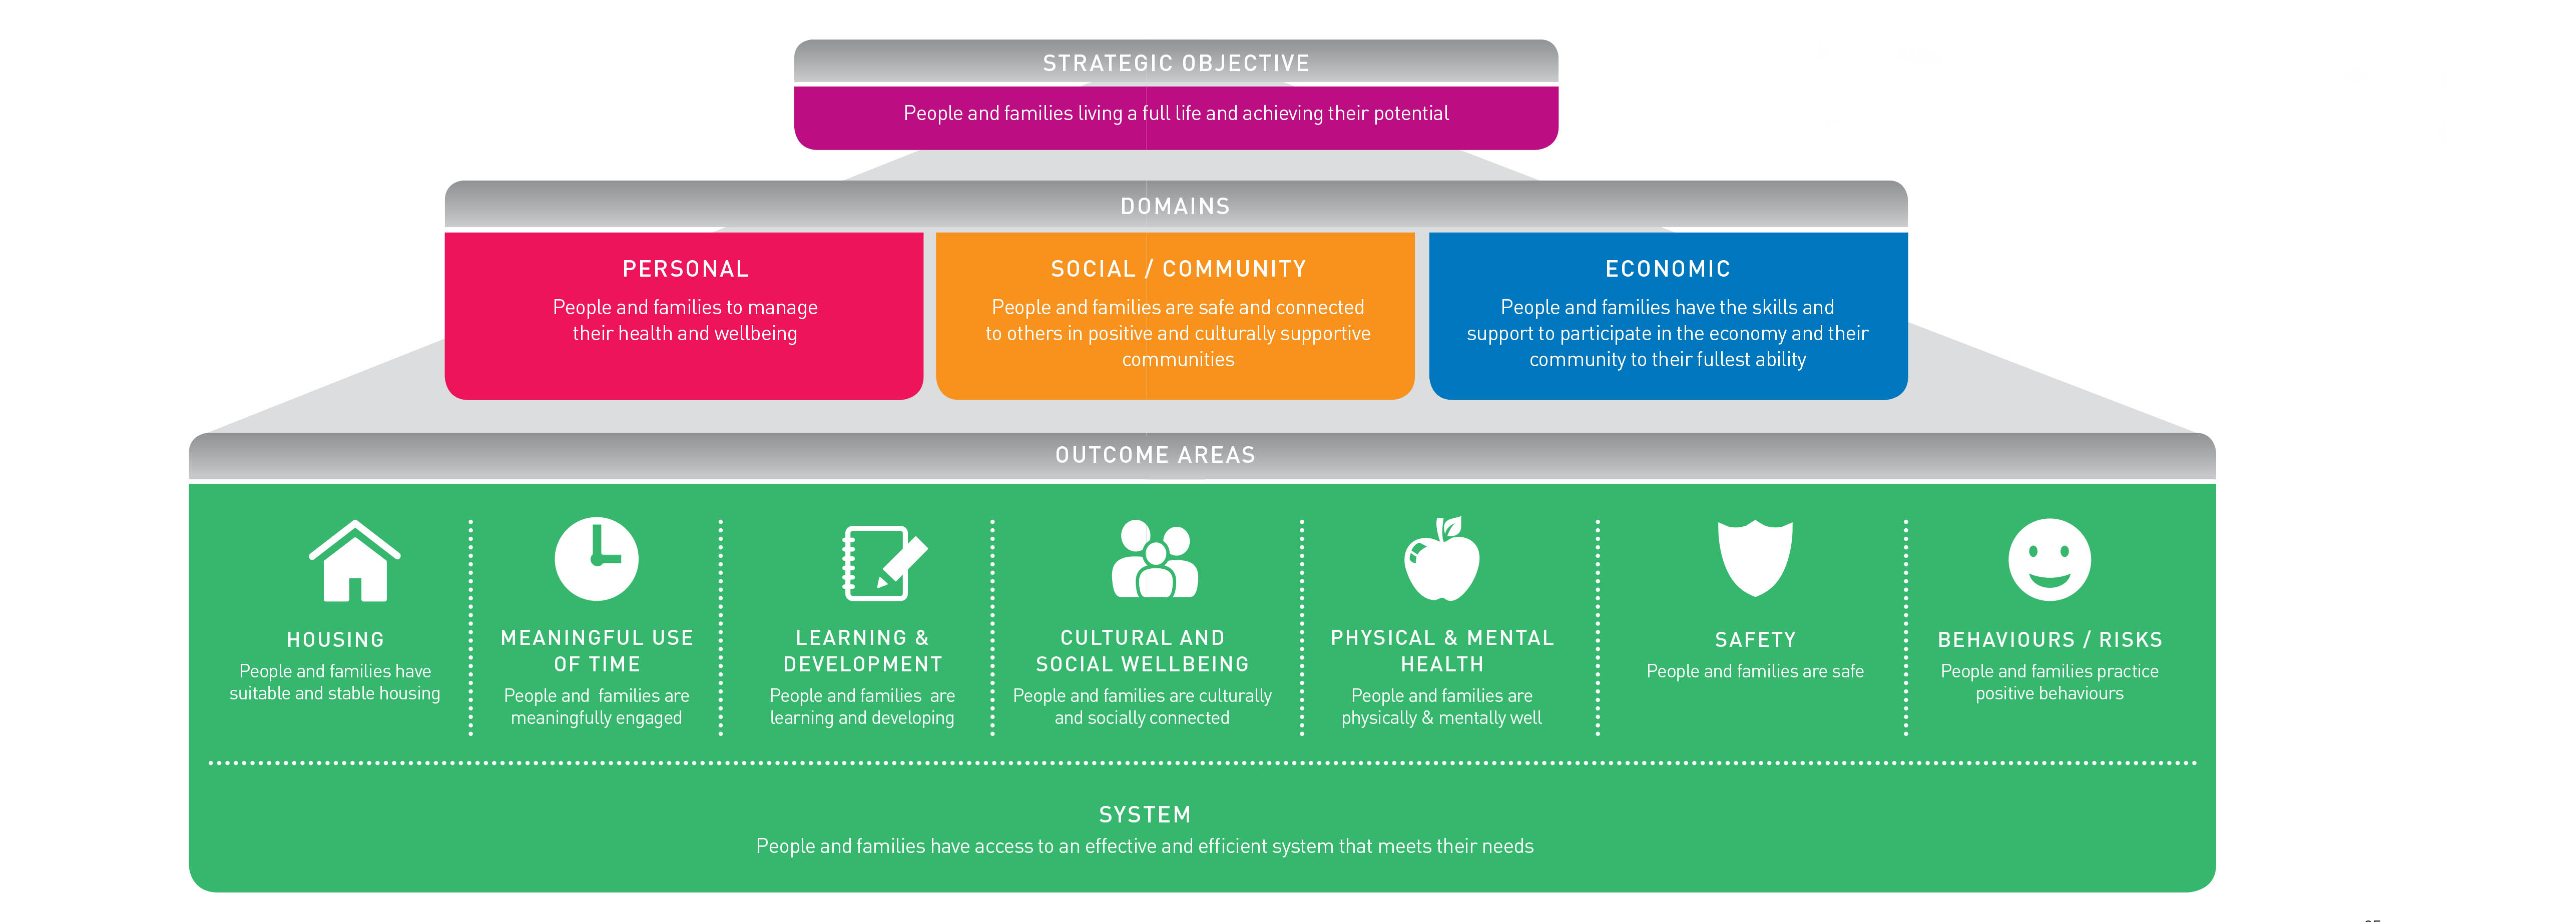 STRATEGIC OBJECTIVE
People and families living a full life and achieving their potential
DOMAINS
PERSONAL
People and families to manage
their health and wellbeing
SOCIAL / COMMUNITY
People and families are safe and connected
to others in positive and culturally supportive
communities
ECONOMIC
People and families have the skills and
support to participate in the economy and their
community to their fullest ability
OUTCOME AREAS
HOUSING
People and families have
suitable and stable housing
MEANINGFUL USE
OF TIME
People and families are
meaningfully engaged
LEARNING &
DEVELOPMENT
People and families are
learning and developing
CULTURAL AND
SOCIAL WELLBEING
People and families are culturally
and socially connected
PHYSICAL & MENTAL
HEALTH
People and families are
physically & mentally well
SAFETY
People and families are safe
BEHAVIOURS / RISKS
People and families practice
positive behaviours
SYSTEM
People and families have access to an effective and efficient system that meets their needs